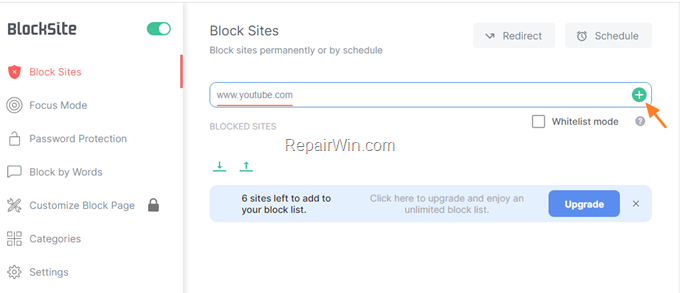 BlockSite
Block Sites
Focus Mode
Password Protection
Block by Words
Customize Block Page
Categories
Settings
Block Sites
Block sites permanently or by schedule
Redirect
Schedule
www.youtube.com
BLOCKED SITES
Whitelist mode
?
RepairWin.com
6 sites left to add to
your block list.
Click here to upgrade and enjoy an
unlimited block list.
Upgrade